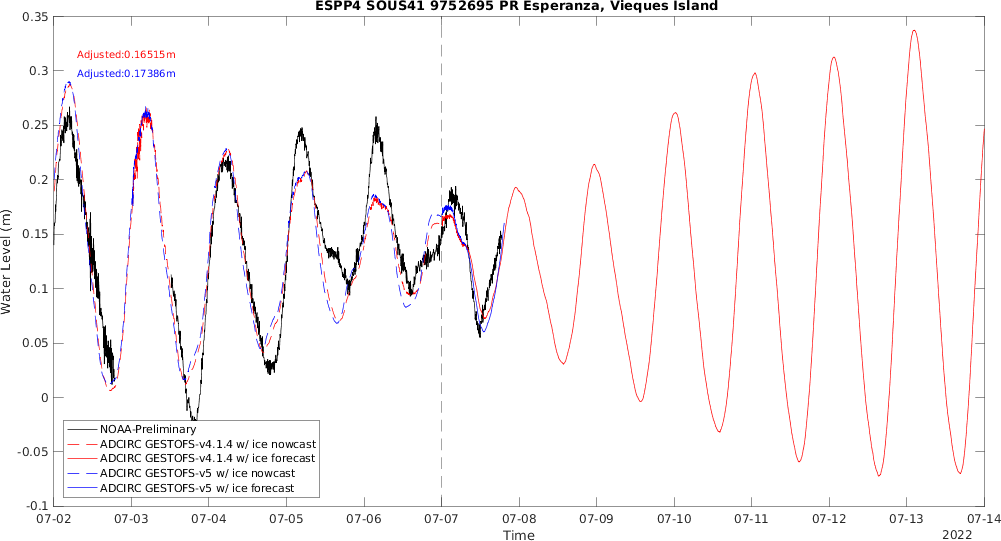 ESPP4 SOUS41 9752695 PR Esperanza, Vieques Island
0.35
0.3
0.25
0.2
0.15
0.1
0.05
0
-0.05
-0.1
Water Level (m)
Adjusted:0.16515m
Adjusted:0.17386m
NOAA-Preliminary
ADCIRC GESTOFS-v4.1.4 w/ ice nowcast
ADCIRC GESTOFS-v4.1.4 w/ ice forecast
ADCIRC GESTOFS-v5 w/ ice nowcast
ADCIRC GESTOFS-v5 w/ ice forecast
07-02 07-03 07-04 07-05 07-06 07-07 07-08 07-09 07-10 07-11 07-12 07-13 07-14
Time
2022